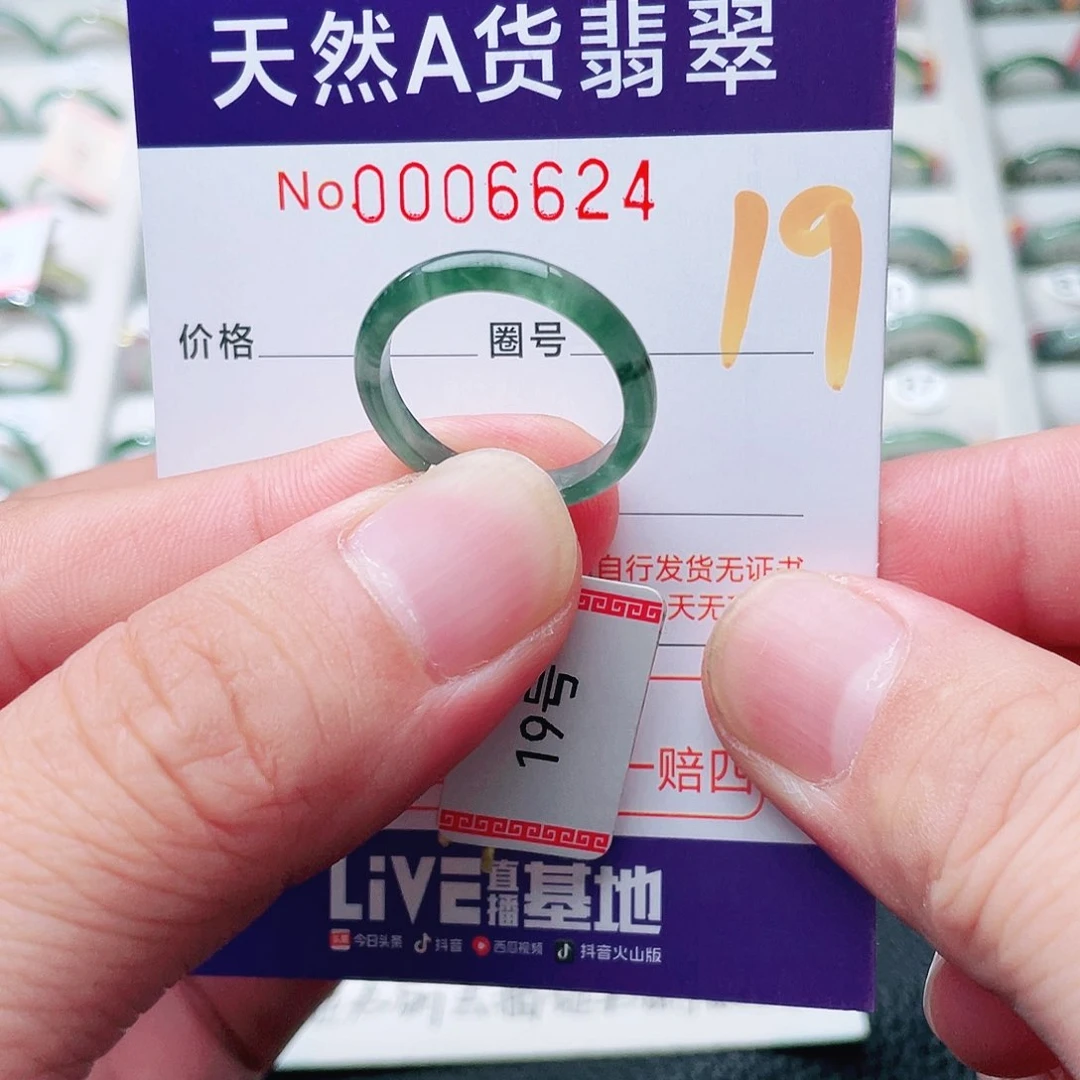 天然A货翡翠
No.0006624
19
价格 圈号
自行发货无证书
天无
19号
一赔四
LiVE直播基地
今日头条 抖音 西瓜视频 抖音火山版